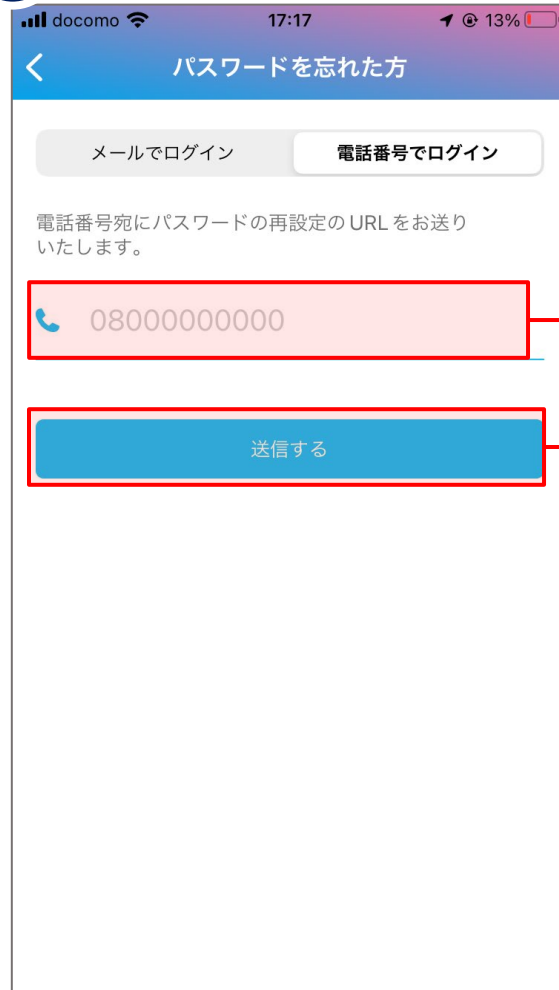 docomo 17:17 13%
パスワードを忘れた方
メールでログイン 電話番号でログイン
電話番号宛にパスワードの再設定のURLをお送り
いたします。
08000000000
送信する